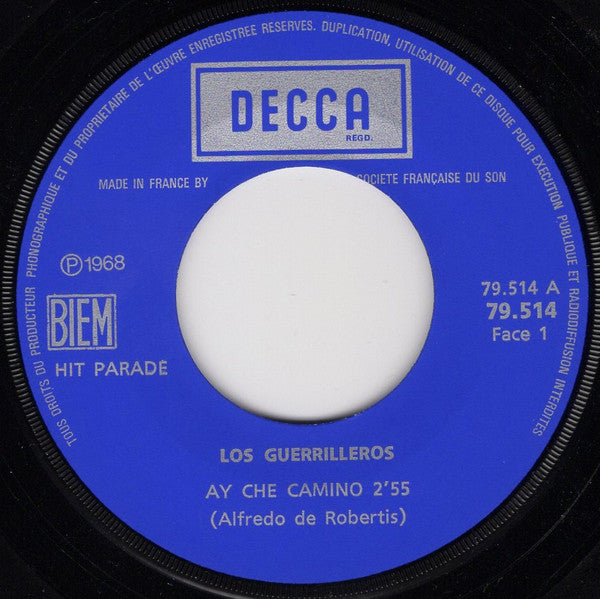 TOUS DROITS DU PRODUCTEUR PHONOGRAPHIQUE ET DU PROPRIÉTAIRE DE L'ŒUVRE ENREGISTREE RESERVES. DUPLICATION, UTILISATION DE CE DISQUE POUR EXECUTION PUBLIQUE ET RADIODIFFUSION INTERDITES
DECCA
REGD.
MADE IN FRANCE BY SOCIETE FRANÇAISE DU SON
℗ 1968
BIEM
HIT PARADE
79.514 A
79.514
Face 1
LOS GUERRILLEROS
AY CHE CAMINO 2'55
(Alfredo de Robertis)